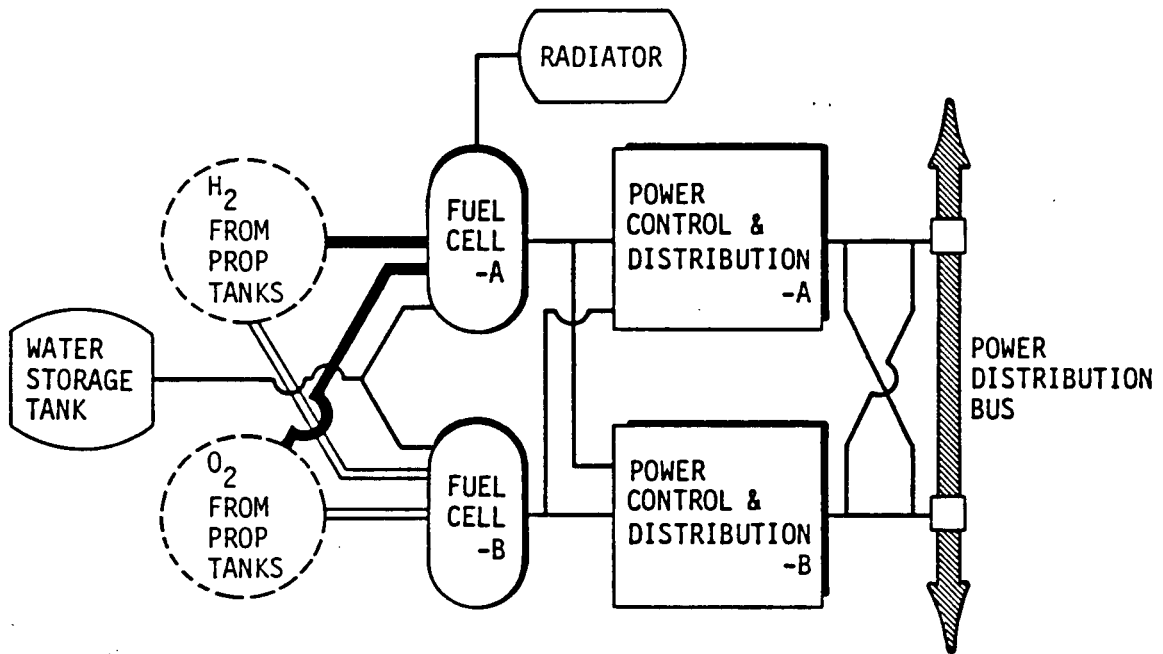 RADIATOR
H2
FROM
PROP
TANKS
FUEL
CELL
-A
POWER
CONTROL &
DISTRIBUTION
-A
WATER
STORAGE
TANK
POWER
DISTRIBUTION
BUS
O2
FROM
PROP
TANKS
FUEL
CELL
-B
POWER
CONTROL &
DISTRIBUTION
-B